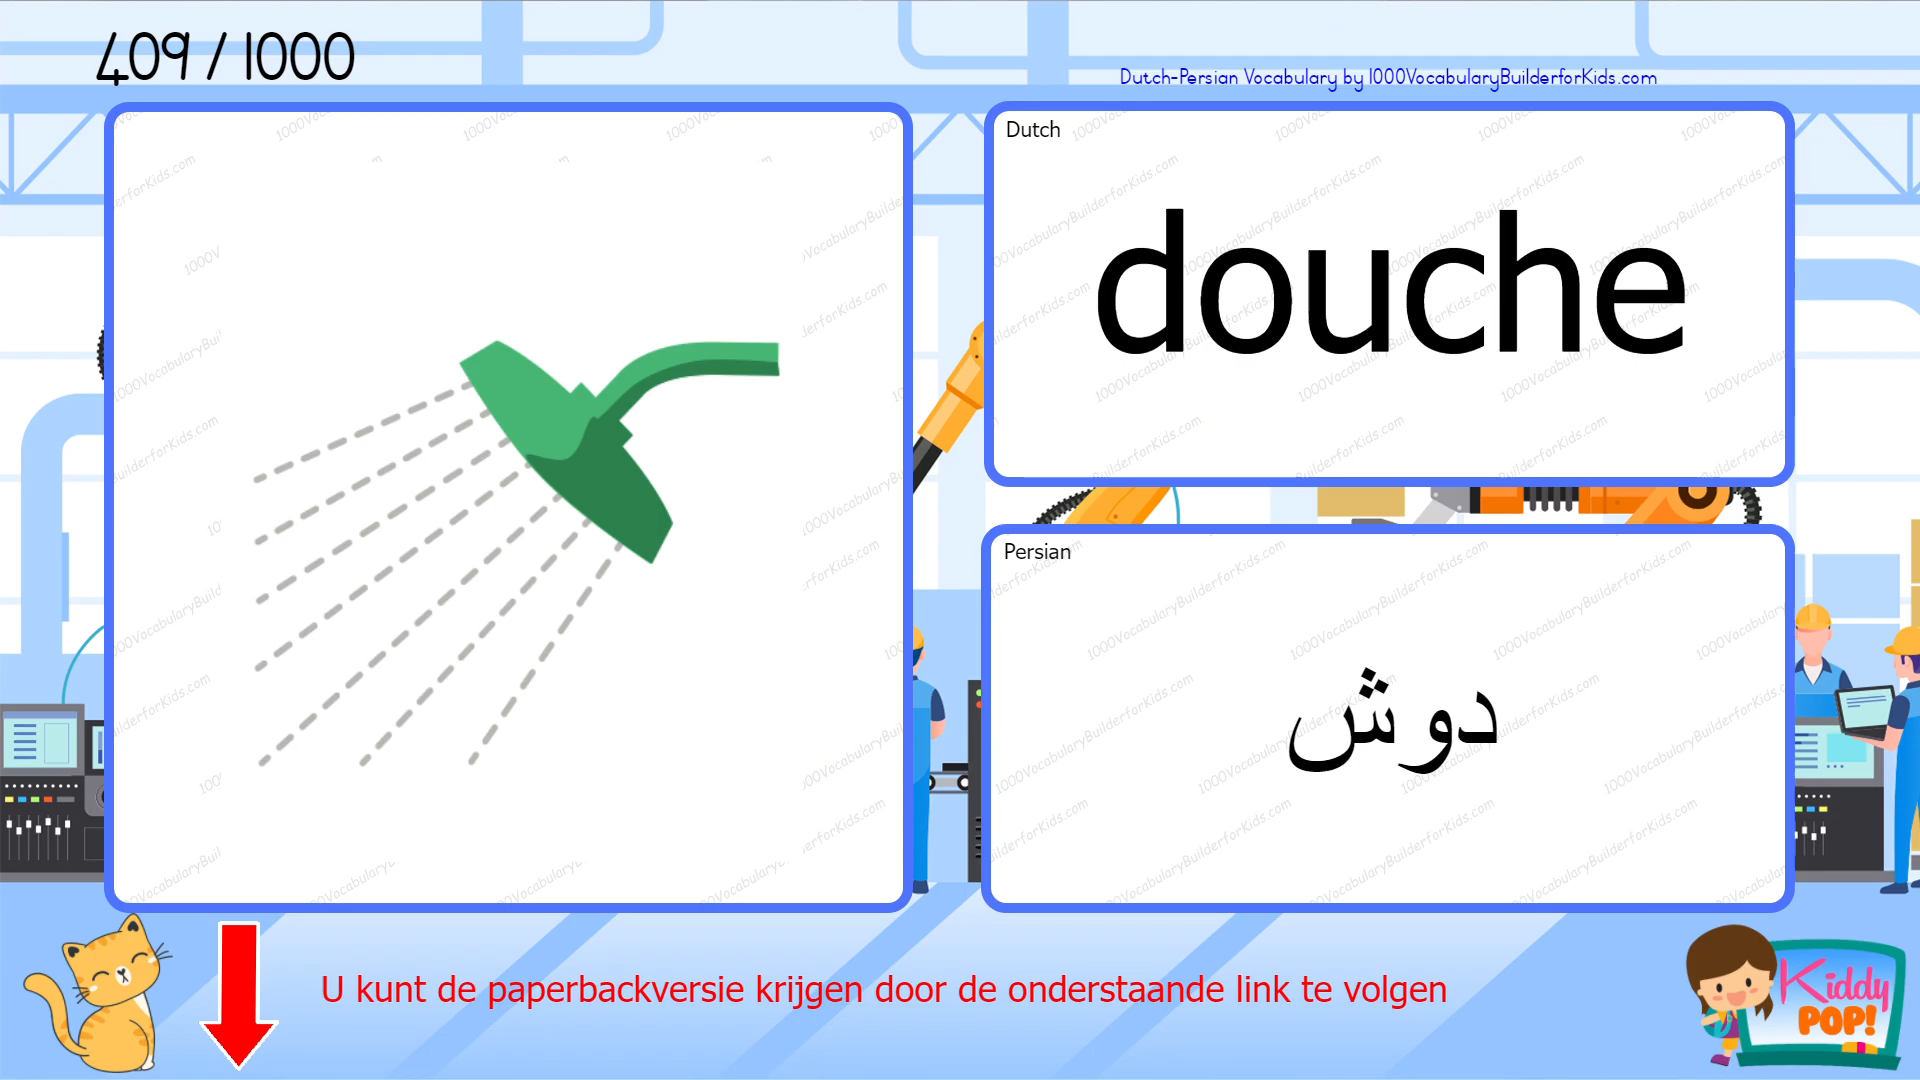 409 / 1000
Dutch-Persian Vocabulary by 1000VocabularyBuilderforKids.com
Dutch
douche
Persian
دوش
U kunt de paperbackversie krijgen door de onderstaande link te volgen
Kiddy
POP!